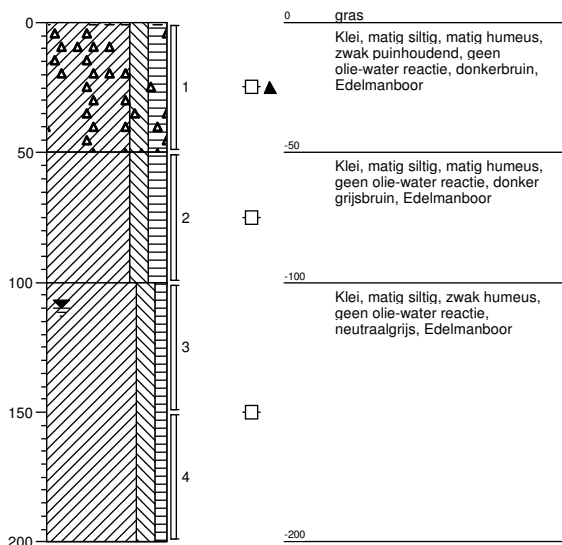 0
50
100
150
200
1
2
3
4
0
gras
Klei, matig siltig, matig humeus,
zwak puinhoudend, geen
olie-water reactie, donkerbruin,
Edelmanboor
-50
Klei, matig siltig, matig humeus,
geen olie-water reactie, donker
grijsbruin, Edelmanboor
-100
Klei, matig siltig, zwak humeus,
geen olie-water reactie,
neutraalgrijs, Edelmanboor
-200